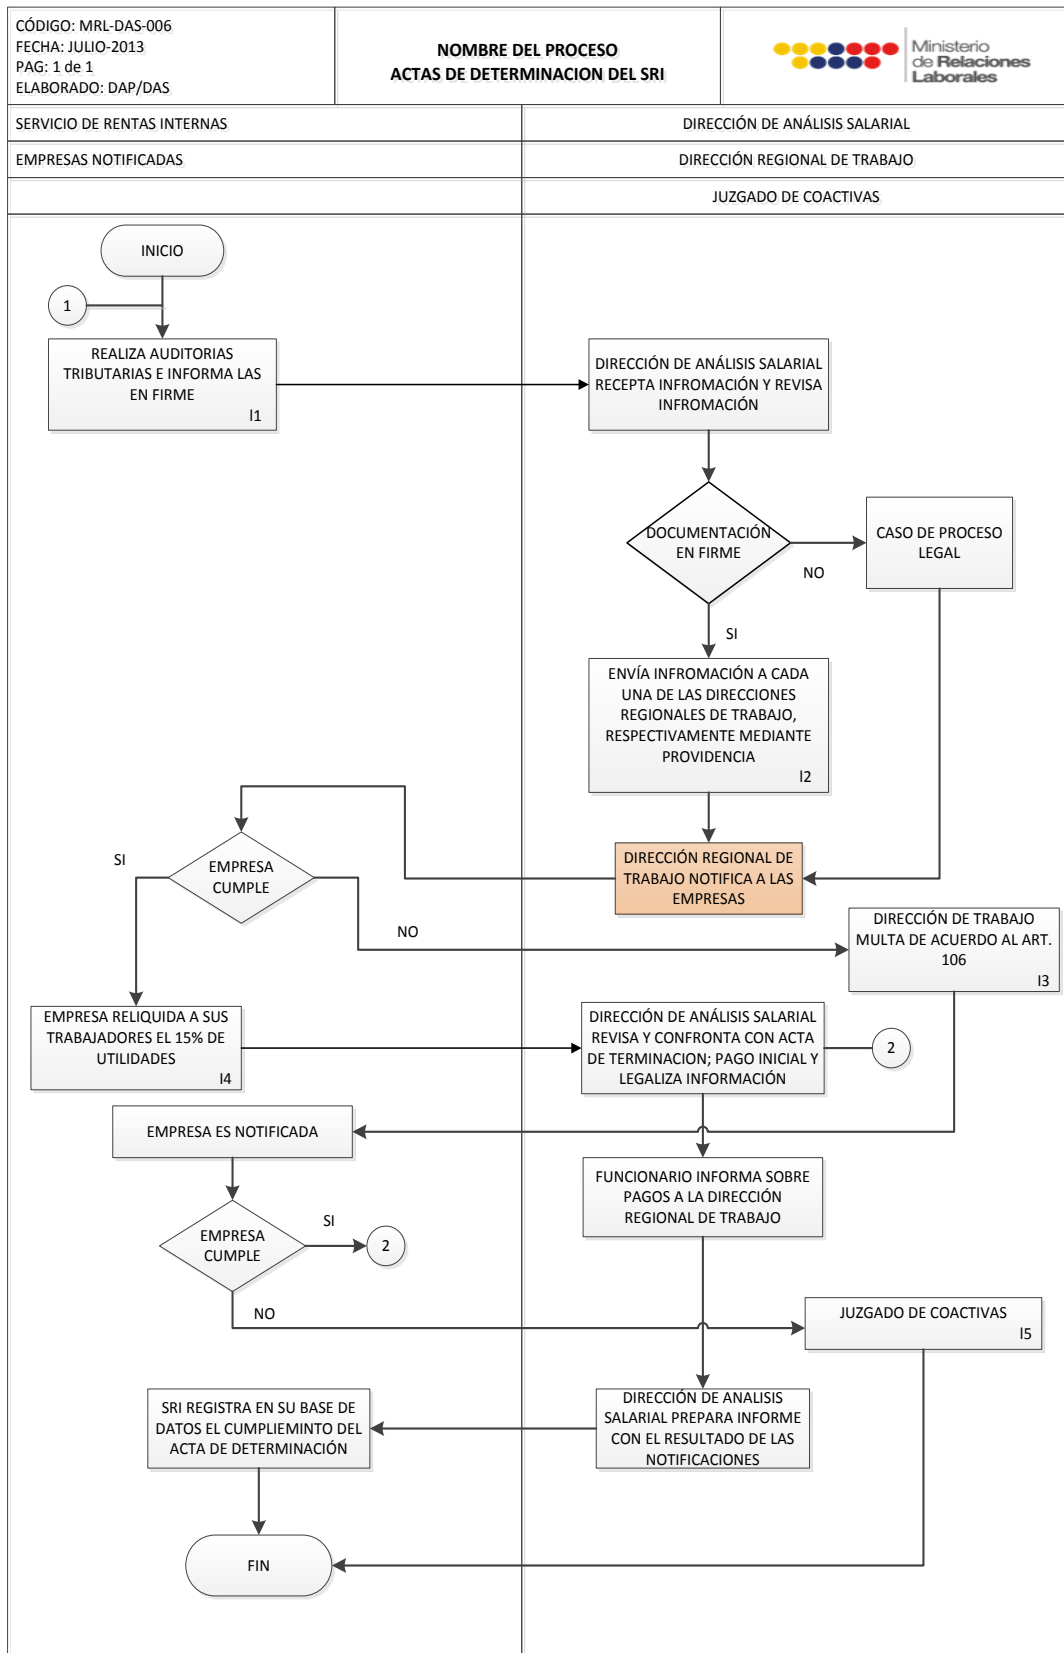 CÓDIGO: MRL-DAS-006
FECHA: JULIO-2013
PAG: 1 de 1
ELABORADO: DAP/DAS
NOMBRE DEL PROCESO
ACTAS DE DETERMINACION DEL SRI
Ministerio
de Relaciones
Laborales
SERVICIO DE RENTAS INTERNAS
DIRECCIÓN DE ANÁLISIS SALARIAL
EMPRESAS NOTIFICADAS
DIRECCIÓN REGIONAL DE TRABAJO
JUZGADO DE COACTIVAS
INICIO
1
REALIZA AUDITORIAS
TRIBUTARIAS E INFORMA LAS
EN FIRME
I1
DIRECCIÓN DE ANÁLISIS SALARIAL
RECEPTA INFROMACIÓN Y REVISA
INFROMACIÓN
DOCUMENTACIÓN
EN FIRME
NO
CASO DE PROCESO
LEGAL
SI
ENVÍA INFROMACIÓN A CADA
UNA DE LAS DIRECCIONES
REGIONALES DE TRABAJO,
RESPECTIVAMENTE MEDIANTE
PROVIDENCIA
I2
DIRECCIÓN REGIONAL DE
TRABAJO NOTIFICA A LAS
EMPRESAS
SI
EMPRESA
CUMPLE
NO
DIRECCIÓN DE TRABAJO
MULTA DE ACUERDO AL ART.
106
I3
EMPRESA RELIQUIDA A SUS
TRABAJADORES EL 15% DE
UTILIDADES
I4
DIRECCIÓN DE ANÁLISIS SALARIAL
REVISA Y CONFRONTA CON ACTA
DE TERMINACION; PAGO INICIAL Y
LEGALIZA INFORMACIÓN
2
EMPRESA ES NOTIFICADA
FUNCIONARIO INFORMA SOBRE
PAGOS A LA DIRECCIÓN
REGIONAL DE TRABAJO
EMPRESA
CUMPLE
SI
2
NO
JUZGADO DE COACTIVAS
I5
SRI REGISTRA EN SU BASE DE
DATOS EL CUMPLIEMINTO DEL
ACTA DE DETERMINACIÓN
DIRECCIÓN DE ANALISIS
SALARIAL PREPARA INFORME
CON EL RESULTADO DE LAS
NOTIFICACIONES
FIN